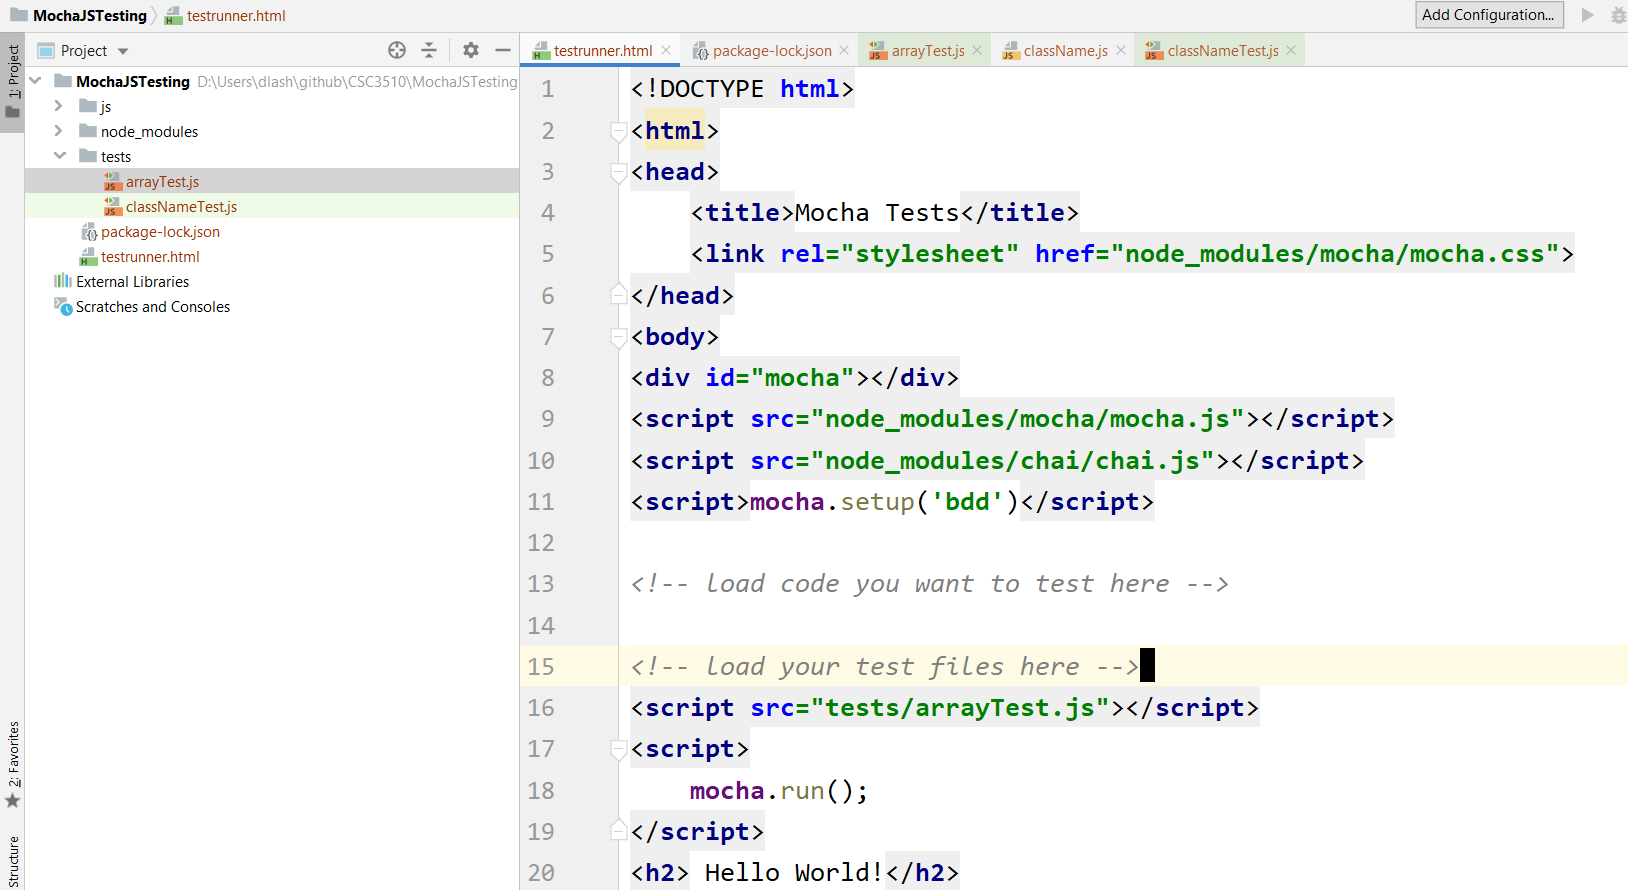 MochaJSTesting testrunner.html Add Configuration...
1: Project
Project
testrunner.html package-lock.json arrayTest.js className.js classNameTest.js
MochaJSTesting D:\Users\dlash\github\CSC3510\MochaJSTesting
js
node_modules
tests
arrayTest.js
classNameTest.js
package-lock.json
testrunner.html
External Libraries
Scratches and Consoles
2: Favorites
Structure
1 <!DOCTYPE html>
2 <html>
3 <head>
4     <title>Mocha Tests</title>
5     <link rel="stylesheet" href="node_modules/mocha/mocha.css">
6 </head>
7 <body>
8 <div id="mocha"></div>
9 <script src="node_modules/mocha/mocha.js"></script>
10 <script src="node_modules/chai/chai.js"></script>
11 <script>mocha.setup('bdd')</script>
12
13 <!-- load code you want to test here -->
14
15 <!-- load your test files here -->
16 <script src="tests/arrayTest.js"></script>
17 <script>
18     mocha.run();
19 </script>
20 <h2> Hello World!</h2>